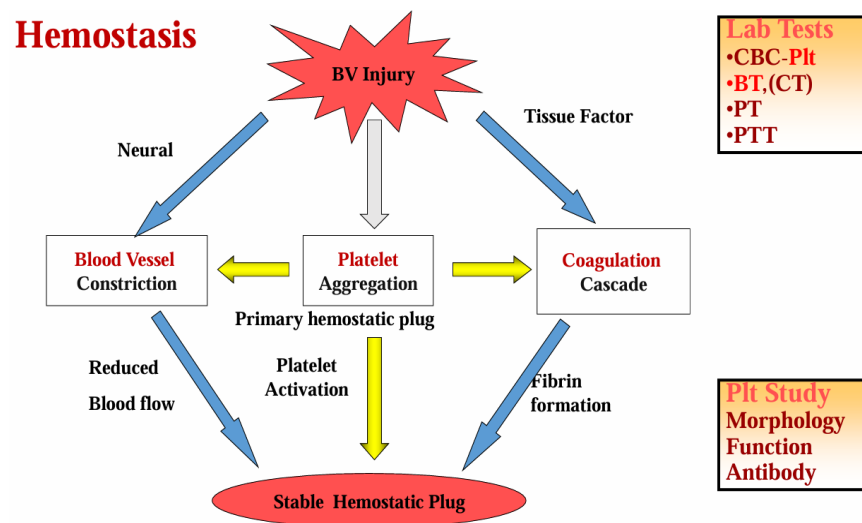 Hemostasis
BV Injury
Lab Tests
•CBC-Plt
•BT,(CT)
•PT
•PTT
Neural
Tissue Factor
Blood Vessel
Constriction
Platelet
Aggregation
Coagulation
Cascade
Primary hemostatic plug
Reduced
Blood flow
Platelet
Activation
Fibrin
formation
Plt Study
Morphology
Function
Antibody
Stable Hemostatic Plug